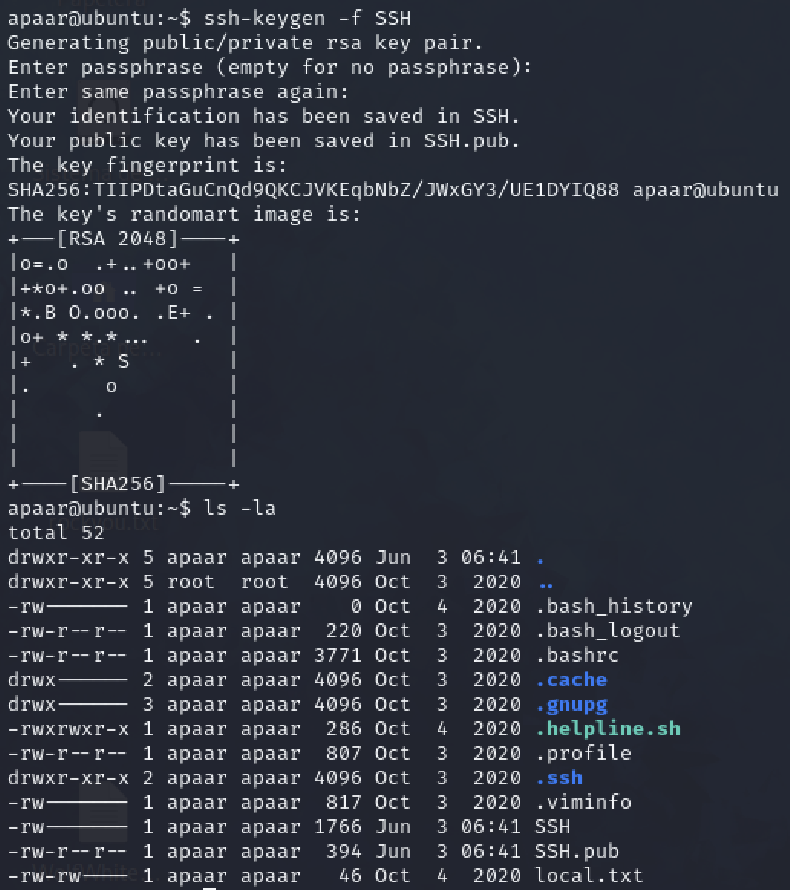 apaar@ubuntu:~$ ssh-keygen -f SSH
Generating public/private rsa key pair.
Enter passphrase (empty for no passphrase):
Enter same passphrase again:
Your identification has been saved in SSH.
Your public key has been saved in SSH.pub.
The key fingerprint is:
SHA256:TIIPDtaGuCnQd9QKCJVKEqbNbZ/JWxGY3/UE1DYIQ88 apaar@ubuntu
The key's randomart image is:
+---[RSA 2048]----+
|o=.o  .+..+oo+   |
|+*o+.oo ..  +o = |
|*.B O.ooo. .E+ . |
|o+ * *.*...    . |
|+   . * S        |
|.      o         |
|      .          |
|                 |
|                 |
+----[SHA256]-----+
apaar@ubuntu:~$ ls -la
total 52
drwxr-xr-x 5 apaar apaar 4096 Jun  3 06:41 .
drwxr-xr-x 5 root  root  4096 Oct  3  2020 ..
-rw------- 1 apaar apaar    0 Oct  4  2020 .bash_history
-rw-r--r-- 1 apaar apaar  220 Oct  3  2020 .bash_logout
-rw-r--r-- 1 apaar apaar 3771 Oct  3  2020 .bashrc
drwx------ 2 apaar apaar 4096 Oct  3  2020 .cache
drwx------ 3 apaar apaar 4096 Oct  3  2020 .gnupg
-rwxrwxr-x 1 apaar apaar  286 Oct  4  2020 .helpline.sh
-rw-r--r-- 1 apaar apaar  807 Oct  3  2020 .profile
drwxr-xr-x 2 apaar apaar 4096 Oct  3  2020 .ssh
-rw------- 1 apaar apaar  817 Oct  3  2020 .viminfo
-rw------- 1 apaar apaar 1766 Jun  3 06:41 SSH
-rw-r--r-- 1 apaar apaar  394 Jun  3 06:41 SSH.pub
-rw-rw---- 1 apaar apaar   46 Oct  4  2020 local.txt